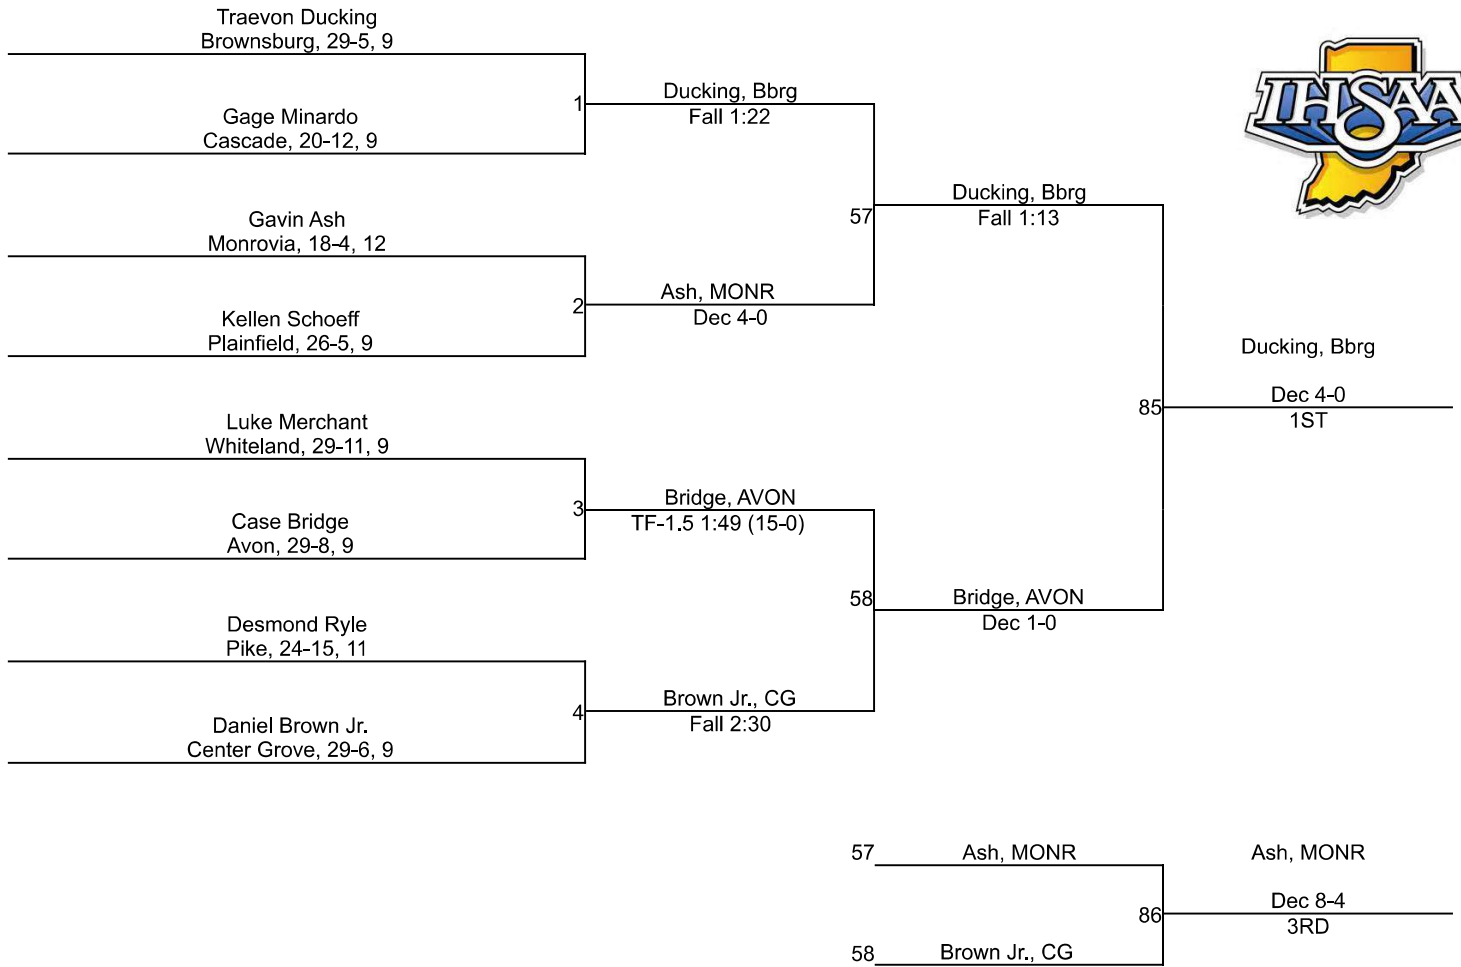 Traevon Ducking
Brownsburg, 29-5, 9
Gage Minardo
Cascade, 20-12, 9
1
Ducking, Bbrg
Fall 1:22
Gavin Ash
Monrovia, 18-4, 12
Kellen Schoeff
Plainfield, 26-5, 9
2
Ash, MONR
Dec 4-0
57
Ducking, Bbrg
Fall 1:13
IHSAA
Luke Merchant
Whiteland, 29-11, 9
Case Bridge
Avon, 29-8, 9
3
Bridge, AVON
TF-1.5 1:49 (15-0)
Desmond Ryle
Pike, 24-15, 11
Daniel Brown Jr.
Center Grove, 29-6, 9
4
Brown Jr., CG
Fall 2:30
58
Bridge, AVON
Dec 1-0
85
Ducking, Bbrg
Dec 4-0
1ST
57
Ash, MONR
58
Brown Jr., CG
86
Ash, MONR
Dec 8-4
3RD